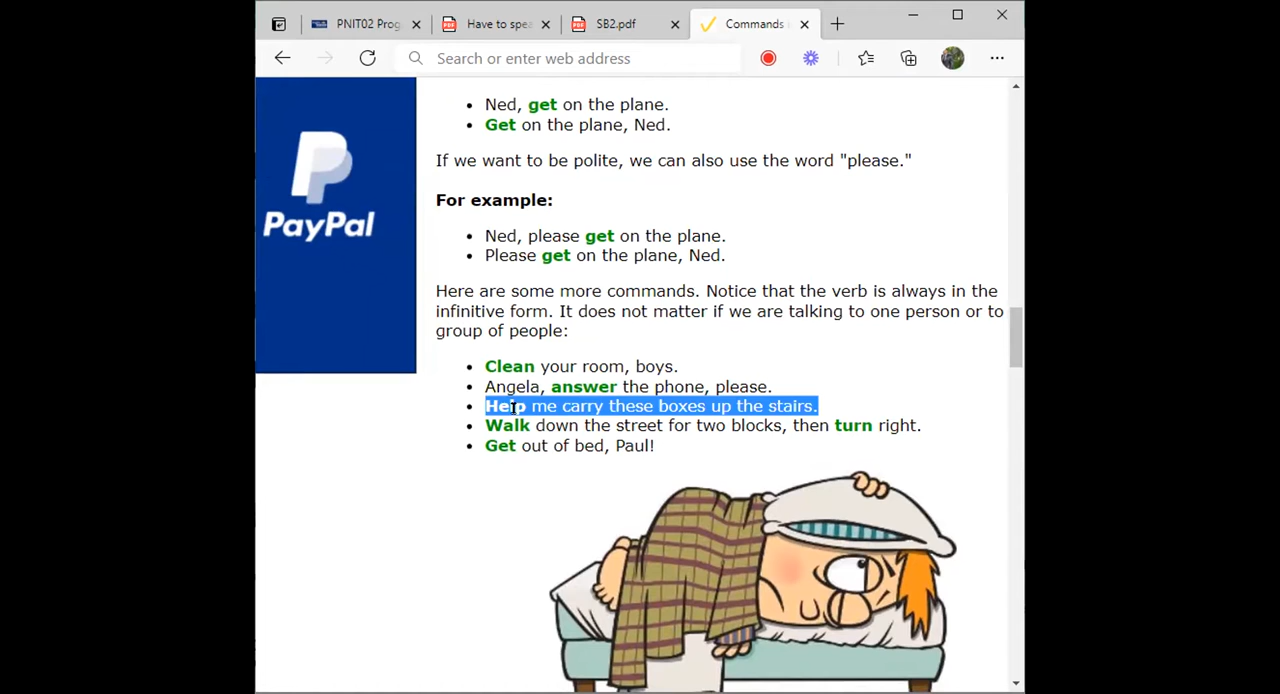 PNIT02 Prog
Have to spea
SB2.pdf
Commands i
Search or enter web address
PayPal
• Ned, get on the plane.
• Get on the plane, Ned.
If we want to be polite, we can also use the word "please."
For example:
• Ned, please get on the plane.
• Please get on the plane, Ned.
Here are some more commands. Notice that the verb is always in the
infinitive form. It does not matter if we are talking to one person or to
group of people:
• Clean your room, boys.
• Angela, answer the phone, please.
• Help me carry these boxes up the stairs.
• Walk down the street for two blocks, then turn right.
• Get out of bed, Paul!